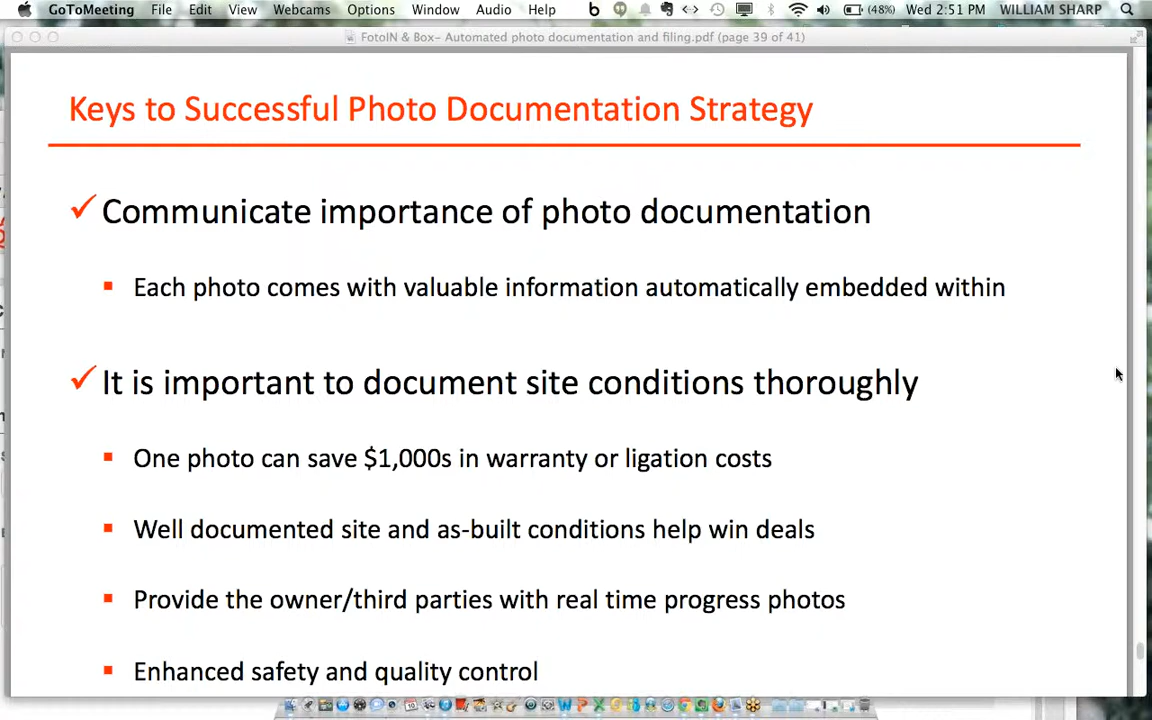 GoToMeeting File Edit View Webcams Options Window Audio Help (48%) Wed 2:51 PM WILLIAM SHARP
FotoIN & Box– Automated photo documentation and filing.pdf (page 39 of 41)
Keys to Successful Photo Documentation Strategy
✓ Communicate importance of photo documentation
▪ Each photo comes with valuable information automatically embedded within
✓ It is important to document site conditions thoroughly
▪ One photo can save $1,000s in warranty or ligation costs
▪ Well documented site and as-built conditions help win deals
▪ Provide the owner/third parties with real time progress photos
▪ Enhanced safety and quality control